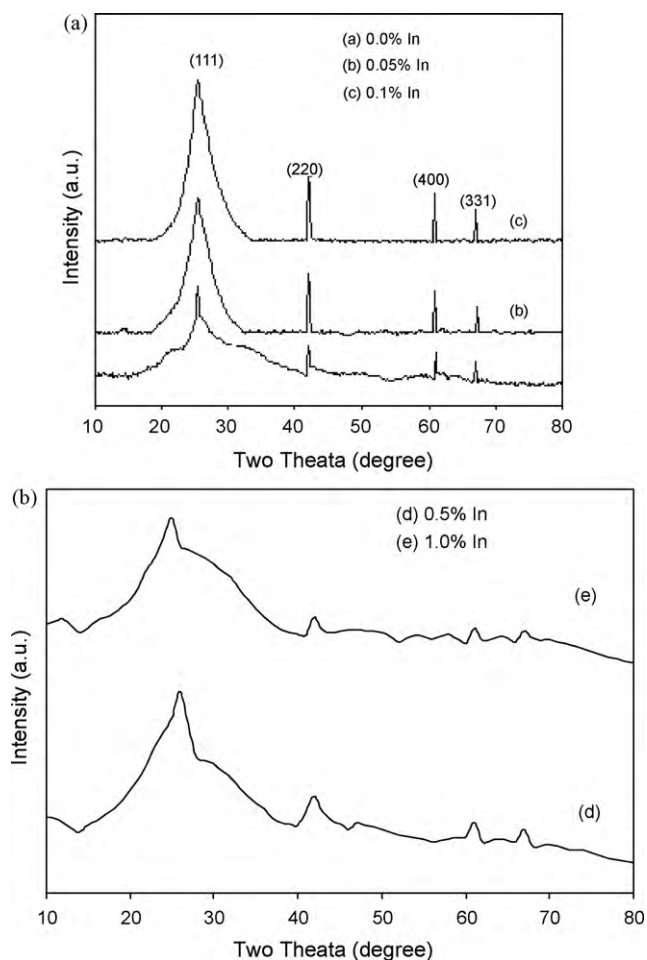 (a)
(111)
(a) 0.0% In
(b) 0.05% In
(c) 0.1% In
(220)
(400)
(331)
(c)
(b)
Intensity (a.u.)
10 20 30 40 50 60 70 80
Two Theata (degree)
(b)
(d) 0.5% In
(e) 1.0% In
(e)
(d)
Intensity (a.u.)
10 20 30 40 50 60 70 80
Two Theata (degree)